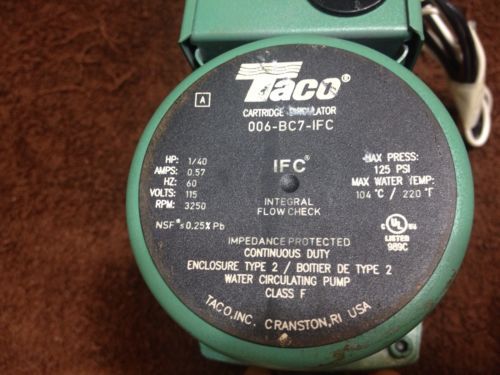 Taco®
A
CARTRIDGE CIRCULATOR
006-BC7-IFC
HP: 1/40
AMPS: 0.57
HZ: 60
VOLTS: 115
RPM: 3250
NSF® ≤ 0.25% Pb
IFC®
INTEGRAL
FLOW CHECK
MAX PRESS:
125 PSI
MAX WATER TEMP:
104°C / 220°F
C UL® US
LISTED
989C
IMPEDANCE PROTECTED
CONTINUOUS DUTY
ENCLOSURE TYPE 2 / BOITIER DE TYPE 2
WATER CIRCULATING PUMP
CLASS F
TACO, INC. CRANSTON, RI USA